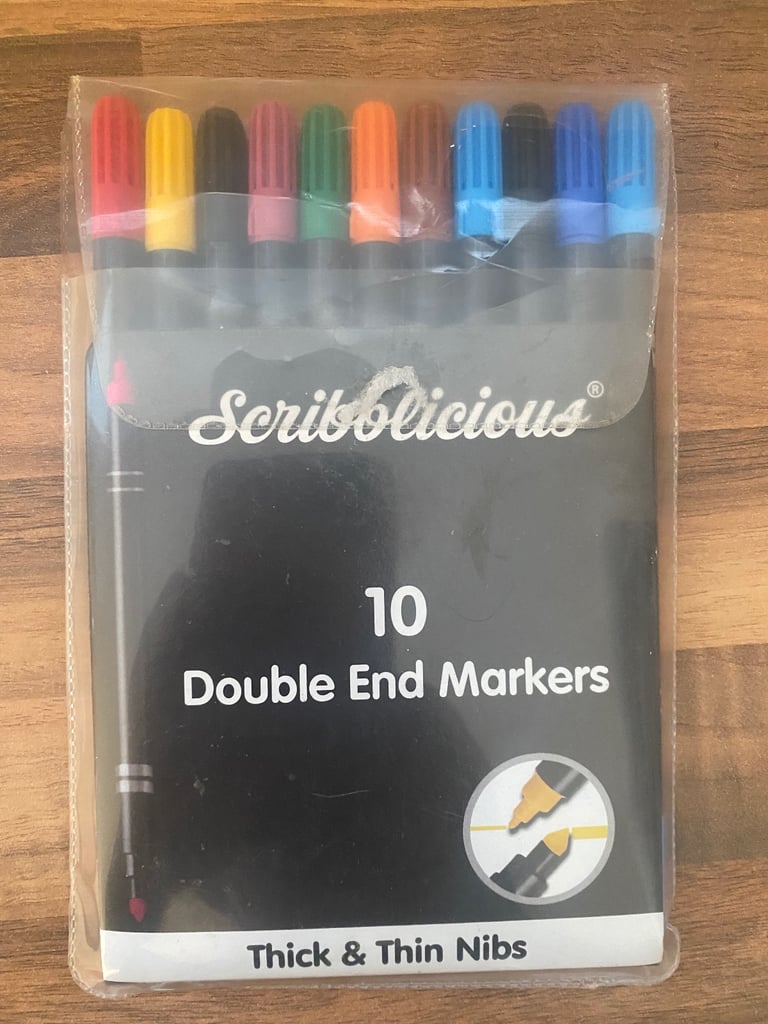 Scribblicious®
10
Double End Markers
Thick & Thin Nibs